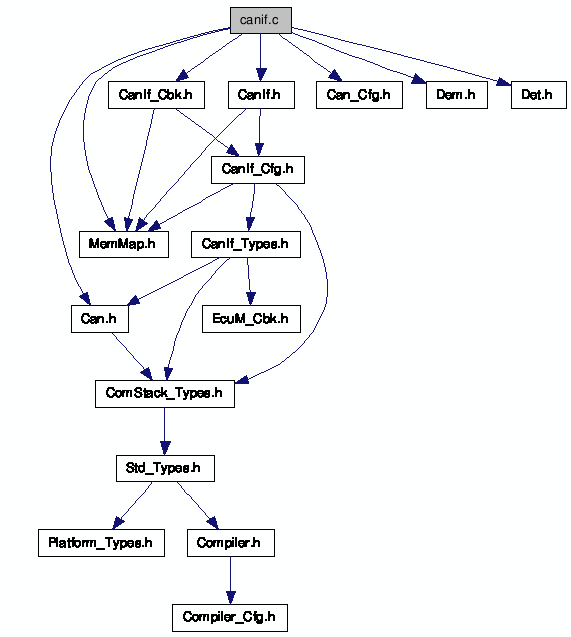 canif.c
CanIf_Cbk.h
CanIf.h
Can_Cfg.h
Dem.h
Det.h
CanIf_Cfg.h
MemMap.h
CanIf_Types.h
Can.h
EcuM_Cbk.h
ComStack_Types.h
Std_Types.h
Platform_Types.h
Compiler.h
Compiler_Cfg.h